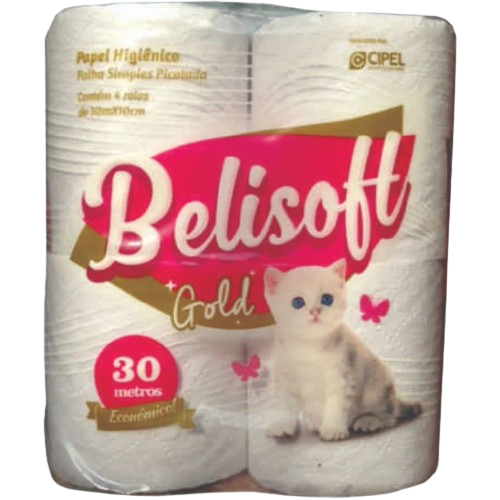 Papel Higiênico
Folha Simples Picotada
Contém 4 rolos
de 30mX10cm
CIPEL
Belisoft
Gold
30
metros
Econômico!